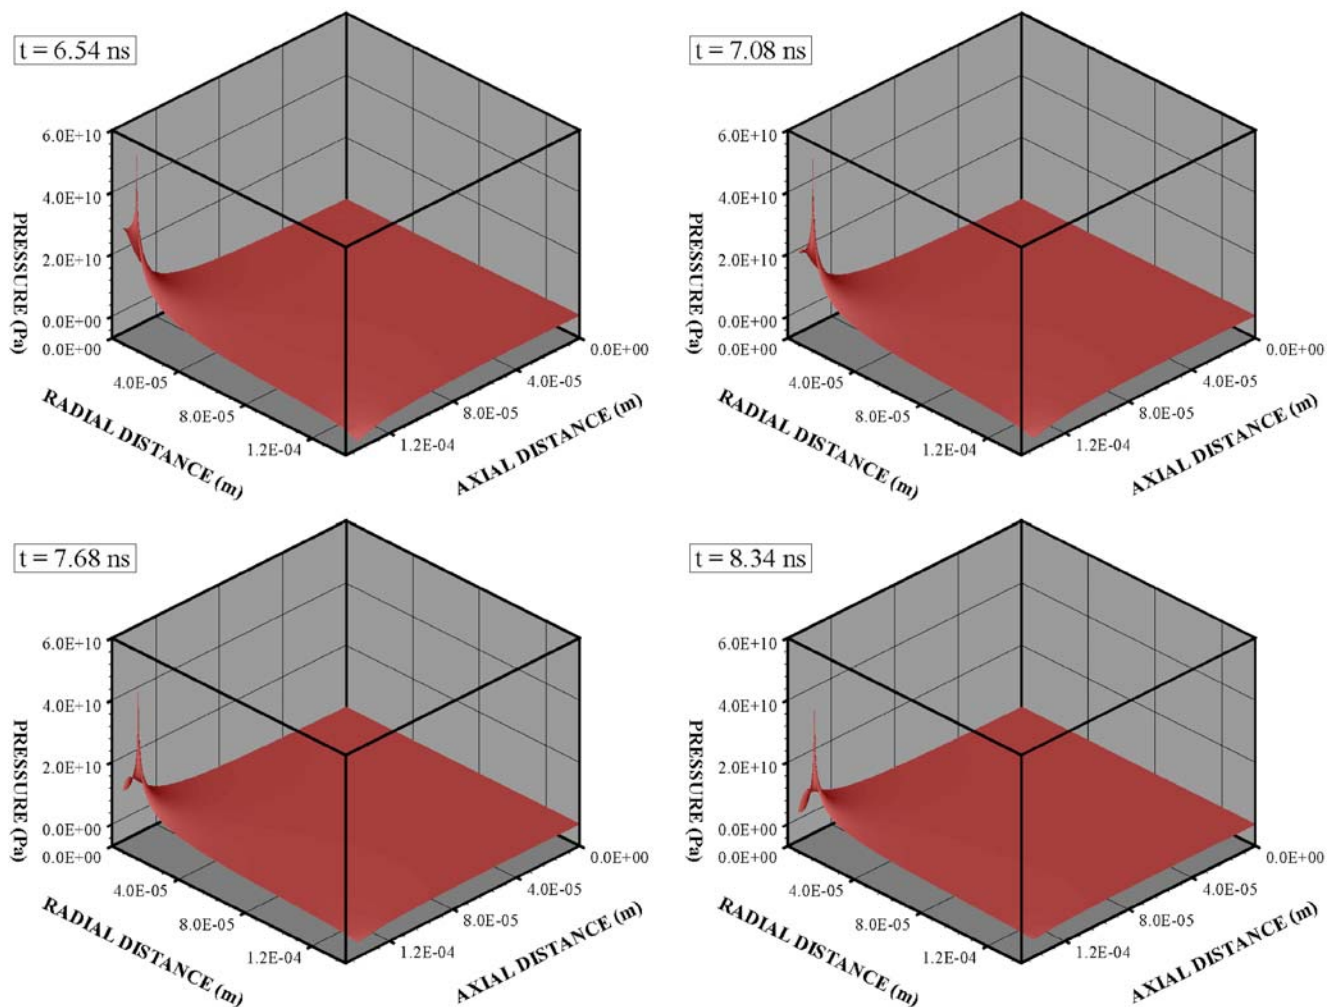 t = 6.54 ns
6.0E+10
4.0E+10
2.0E+10
0.0E+00
PRESSURE (Pa)
0.0E+00
4.0E-05
8.0E-05
1.2E-04
RADIAL DISTANCE (m)
0.0E+00
4.0E-05
8.0E-05
1.2E-04
AXIAL DISTANCE (m)
t = 7.08 ns
6.0E+10
4.0E+10
2.0E+10
0.0E+00
PRESSURE (Pa)
0.0E+00
4.0E-05
8.0E-05
1.2E-04
RADIAL DISTANCE (m)
0.0E+00
4.0E-05
8.0E-05
1.2E-04
AXIAL DISTANCE (m)
t = 7.68 ns
6.0E+10
4.0E+10
2.0E+10
0.0E+00
PRESSURE (Pa)
0.0E+00
4.0E-05
8.0E-05
1.2E-04
RADIAL DISTANCE (m)
0.0E+00
4.0E-05
8.0E-05
1.2E-04
AXIAL DISTANCE (m)
t = 8.34 ns
6.0E+10
4.0E+10
2.0E+10
0.0E+00
PRESSURE (Pa)
0.0E+00
4.0E-05
8.0E-05
1.2E-04
RADIAL DISTANCE (m)
0.0E+00
4.0E-05
8.0E-05
1.2E-04
AXIAL DISTANCE (m)